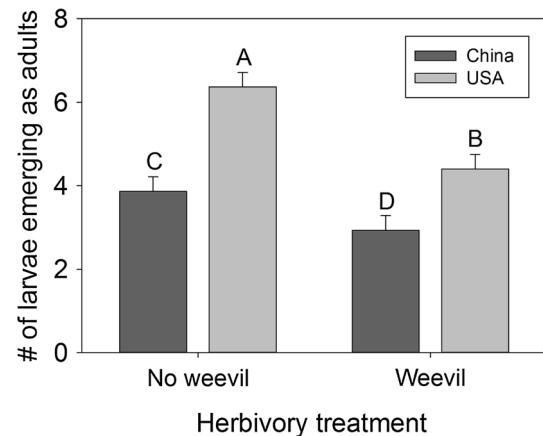 # of larvae emerging as adults
8
6
4
2
0
China
USA
C
A
D
B
No weevil
Weevil
Herbivory treatment